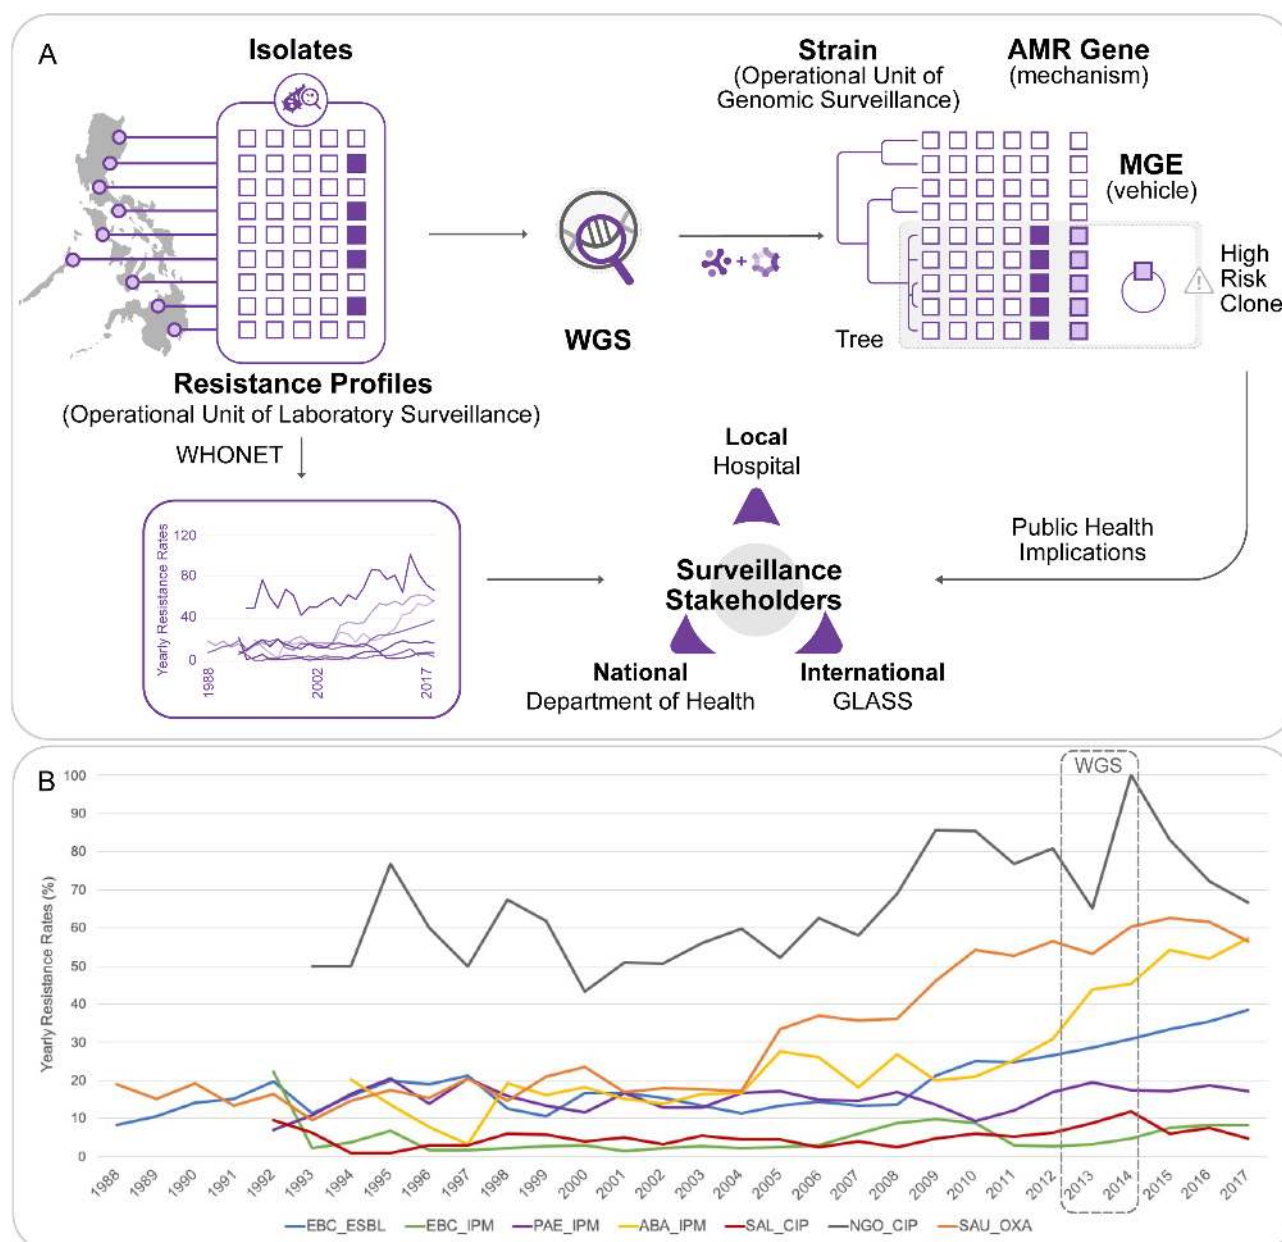 A
Isolates
Strain
(Operational Unit of
Genomic Surveillance)
AMR Gene
(mechanism)
MGE
(vehicle)
High
Risk
Clone
!
+
WGS
Tree
Resistance Profiles
(Operational Unit of Laboratory Surveillance)
WHONET
Yearly Resistance Rates
120
80
40
0
1988
2002
2017
Local
Hospital
Surveillance
Stakeholders
National
Department of Health
International
GLASS
Public Health
Implications
B
WGS
Yearly Resistance Rates (%)
100
90
80
70
60
50
40
30
20
10
0
1988 1989 1990 1991 1992 1993 1994 1995 1996 1997 1998 1999 2000 2001 2002 2003 2004 2005 2006 2007 2008 2009 2010 2011 2012 2013 2014 2015 2016 2017
EBC_ESBL EBC_IPM PAE_IPM ABA_IPM SAL_CIP NGO_CIP SAU_OXA